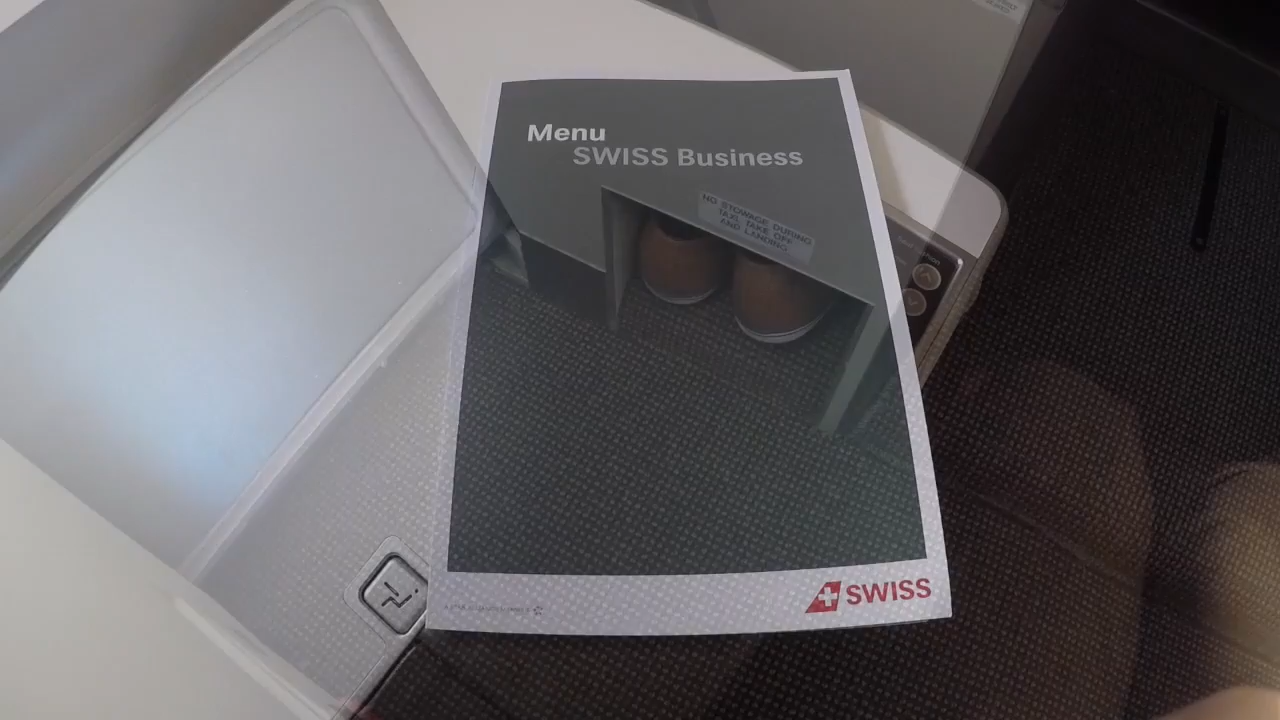 Menu
SWISS Business
NO STOWAGE DURING
TAXI, TAKE OFF
AND LANDING
SWISS